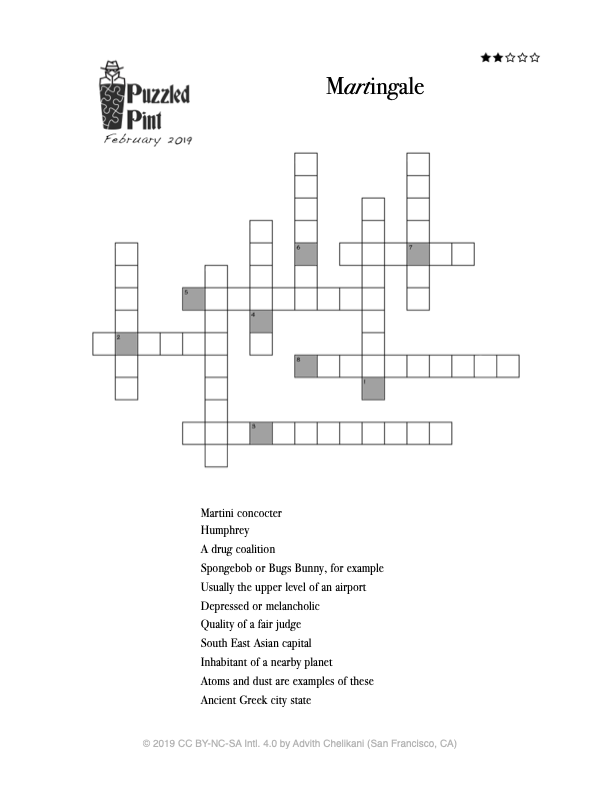 ★★☆☆☆
Puzzled
Pint
February 2019
Martingale
6 7
5
4
2
8
1
3
Martini concocter
Humphrey
A drug coalition
Spongebob or Bugs Bunny, for example
Usually the upper level of an airport
Depressed or melancholic
Quality of a fair judge
South East Asian capital
Inhabitant of a nearby planet
Atoms and dust are examples of these
Ancient Greek city state
© 2019 CC BY-NC-SA Intl. 4.0 by Advith Chelikani (San Francisco, CA)